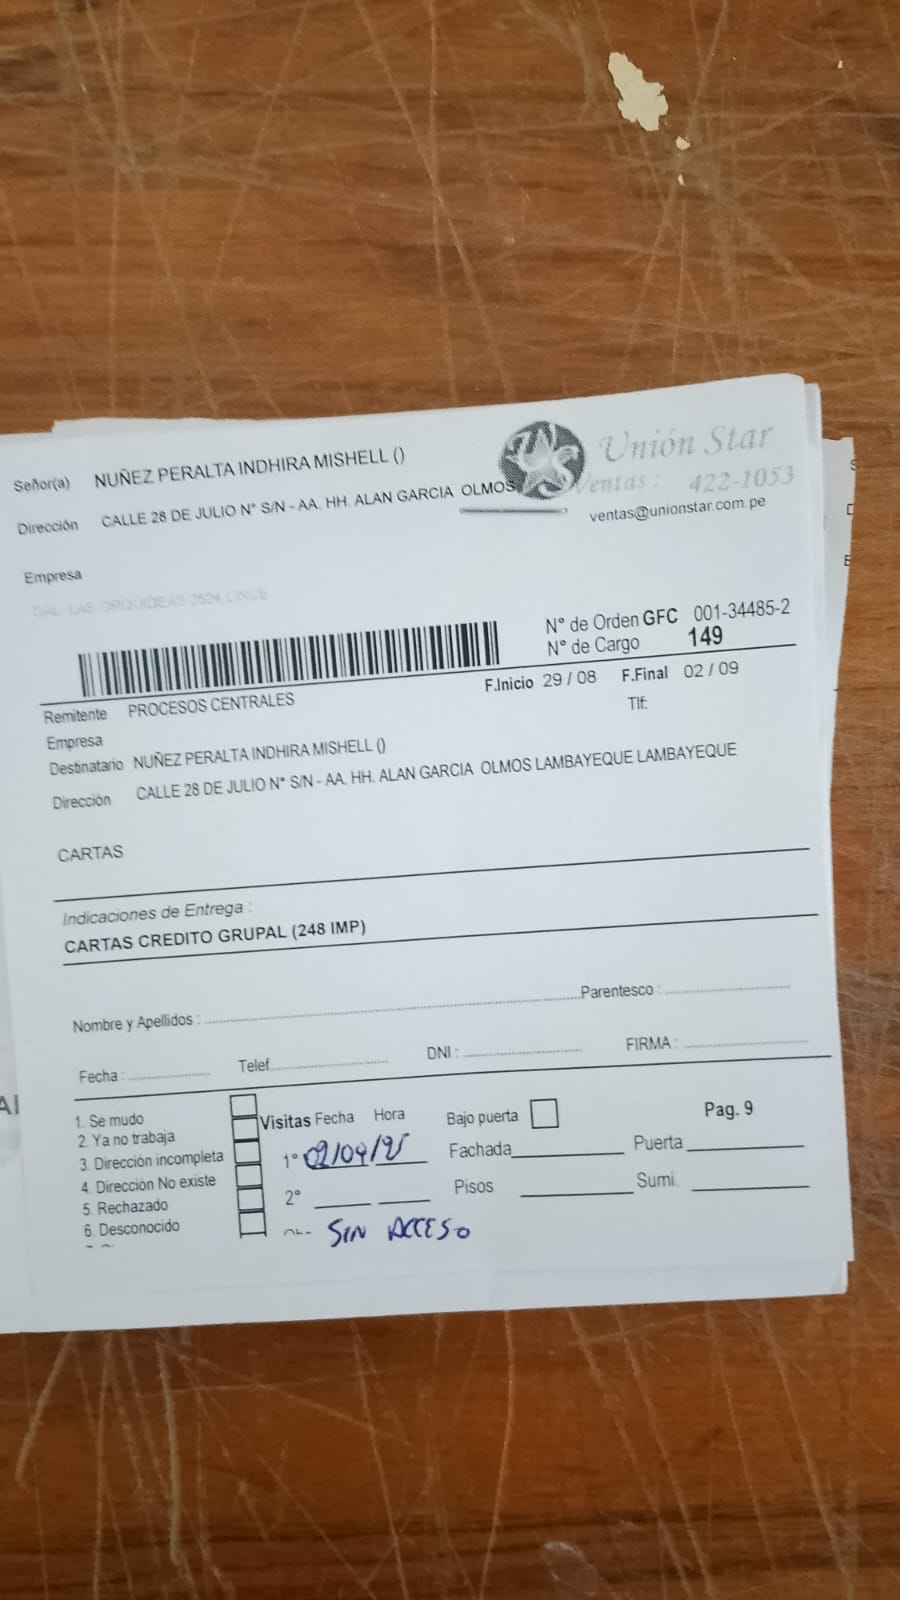 Señor(a) NUÑEZ PERALTA INDHIRA MISHELL ()
Unión Star
Ventas: 422-1053
ventas@unionstar.com.pe
Dirección CALLE 28 DE JULIO N° S/N - AA. HH. ALAN GARCIA OLMOS
Empresa
CAL. LAS ORQUIDEAS 2624 LINCE
N° de Orden GFC 001-34485-2
N° de Cargo 149
F.Inicio 29 / 08 F.Final 02 / 09
Remitente PROCESOS CENTRALES
Tlf:
Empresa
Destinatario NUÑEZ PERALTA INDHIRA MISHELL ()
Dirección CALLE 28 DE JULIO N° S/N - AA. HH. ALAN GARCIA OLMOS LAMBAYEQUE LAMBAYEQUE
CARTAS
Indicaciones de Entrega :
CARTAS CREDITO GRUPAL (248 IMP)
Nombre y Apellidos : Parentesco :
Fecha : Telef. DNI : FIRMA :
1. Se mudo
2. Ya no trabaja
3. Dirección incompleta
4. Dirección No existe
5. Rechazado
6. Desconocido
Visitas Fecha Hora
1° 02/09/25
2°
SIN ACCESO
Bajo puerta
Pag. 9
Fachada Puerta
Pisos Sumi.